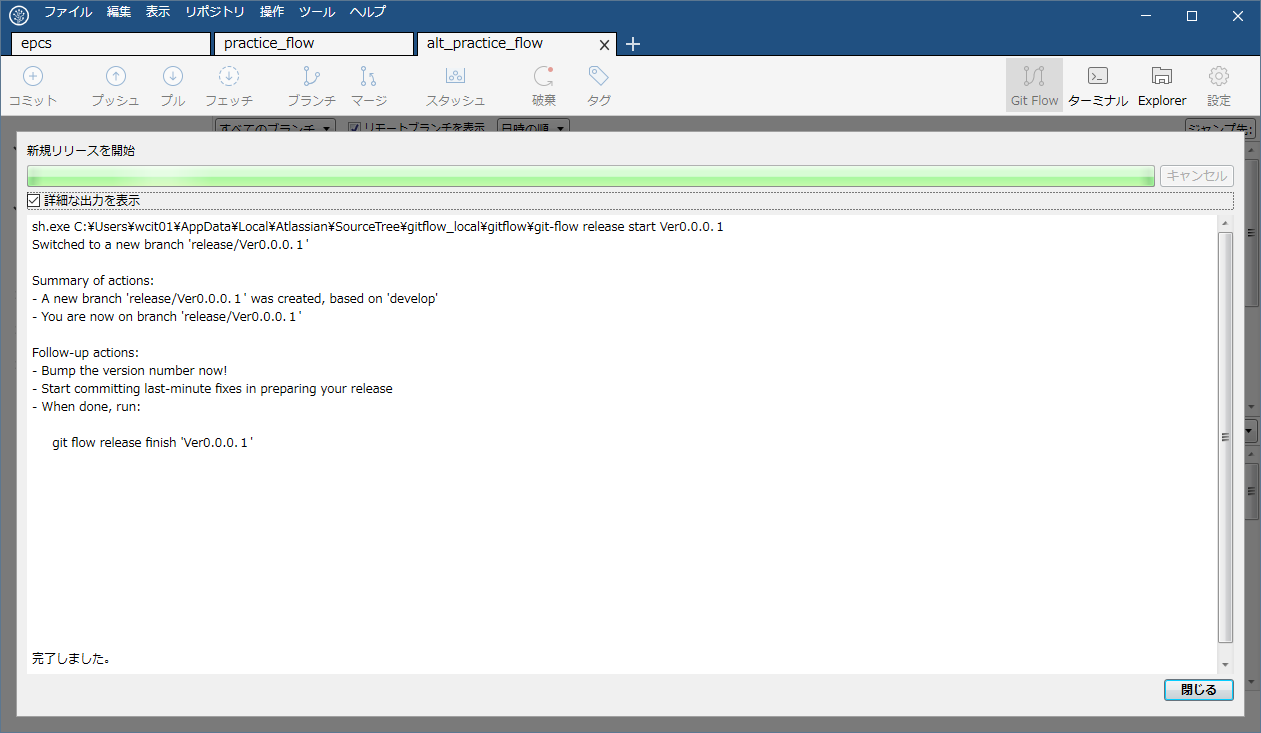 ファイル 編集 表示 リポジトリ 操作 ツール ヘルプ
epcs practice_flow alt_practice_flow
コミット プッシュ プル フェッチ ブランチ マージ スタッシュ 破棄 タグ Git Flow ターミナル Explorer 設定
すべてのブランチ リモートブランチを表示 日時の順 ジャンプ先:
新規リリースを開始
キャンセル
詳細な出力を表示
sh.exe C:¥Users¥wcit01¥AppData¥Local¥Atlassian¥SourceTree¥gitflow_local¥gitflow¥git-flow release start Ver0.0.0.1
Switched to a new branch 'release/Ver0.0.0.1'
Summary of actions:
- A new branch 'release/Ver0.0.0.1' was created, based on 'develop'
- You are now on branch 'release/Ver0.0.0.1'
Follow-up actions:
- Bump the version number now!
- Start committing last-minute fixes in preparing your release
- When done, run:
git flow release finish 'Ver0.0.0.1'
完了しました。
閉じる